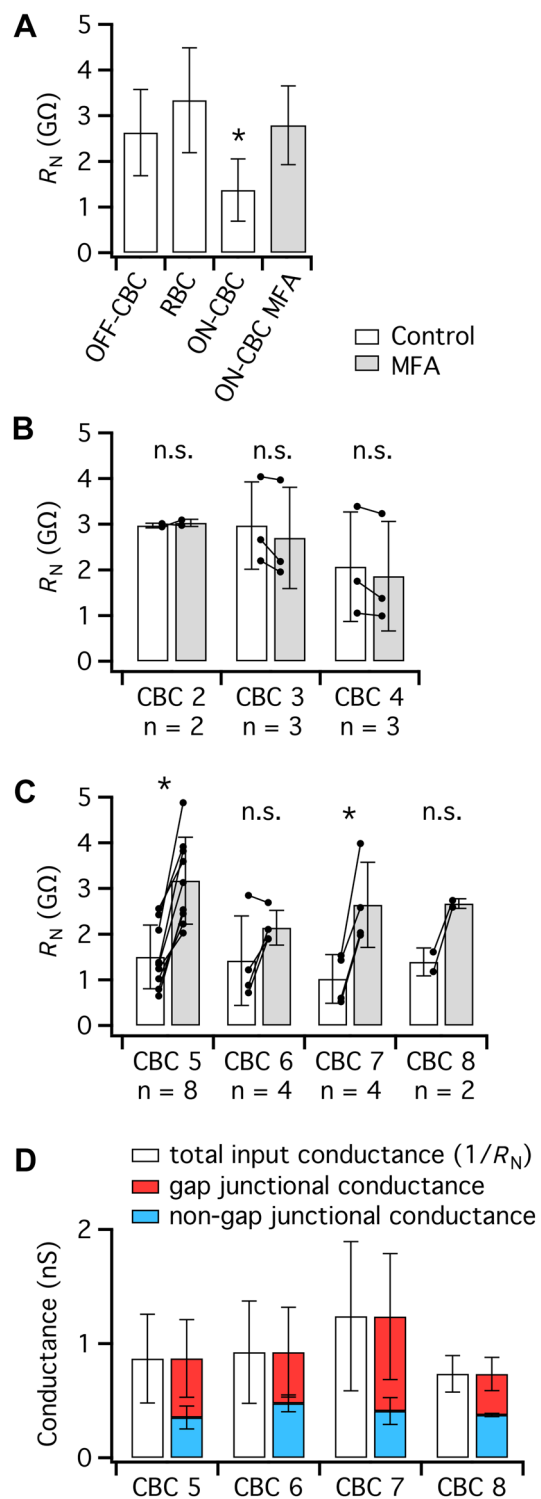 A
5
4
3
2
1
0
R_N (GΩ)
*
OFF-CBC
RBC
ON-CBC
ON-CBC MFA
Control
MFA
B
5
4
3
2
1
0
R_N (GΩ)
n.s. n.s. n.s.
CBC 2 CBC 3 CBC 4
n = 2 n = 3 n = 3
C
5
4
3
2
1
0
R_N (GΩ)
* n.s. * n.s.
CBC 5 CBC 6 CBC 7 CBC 8
n = 8 n = 4 n = 4 n = 2
D
total input conductance (1/R_N)
gap junctional conductance
non-gap junctional conductance
2
1
0
Conductance (nS)
CBC 5 CBC 6 CBC 7 CBC 8